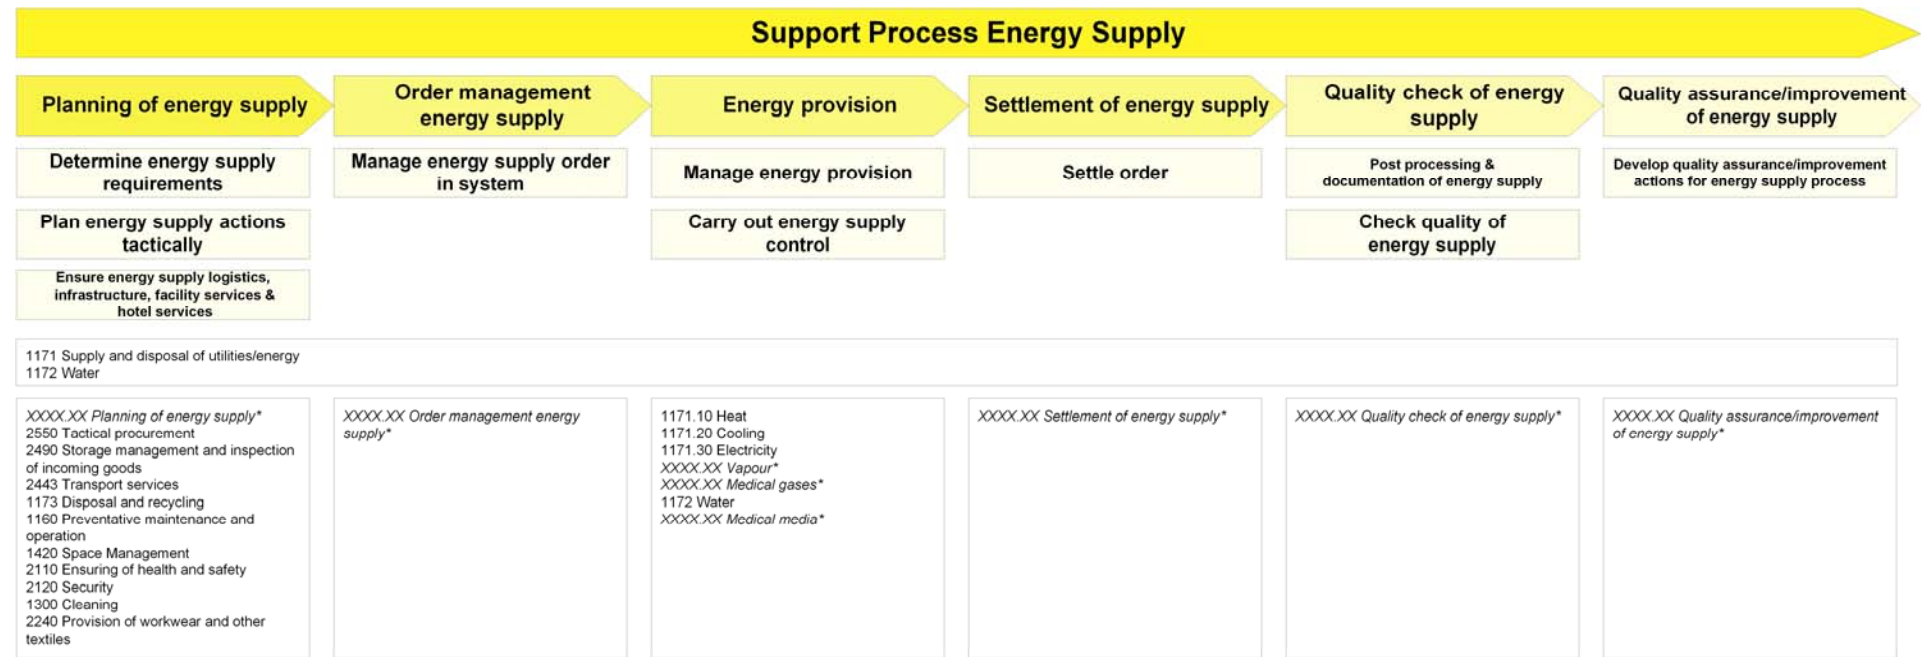 Support Process Energy Supply
Planning of energy supply
Order management
energy supply
Energy provision
Settlement of energy supply
Quality check of energy
supply
Quality assurance/improvement
of energy supply
Determine energy supply
requirements
Manage energy supply order
in system
Manage energy provision
Settle order
Post processing &
documentation of energy supply
Develop quality assurance/improvement
actions for energy supply process
Plan energy supply actions
tactically
Carry out energy supply
control
Check quality of
energy supply
Ensure energy supply logistics,
infrastructure, facility services &
hotel services
1171 Supply and disposal of utilities/energy
1172 Water
XXXX.XX Planning of energy supply*
2550 Tactical procurement
2490 Storage management and inspection
of incoming goods
2443 Transport services
1173 Disposal and recycling
1160 Preventative maintenance and
operation
1420 Space Management
2110 Ensuring of health and safety
2120 Security
1300 Cleaning
2240 Provision of workwear and other
textiles
XXXX.XX Order management energy
supply*
1171.10 Heat
1171.20 Cooling
1171.30 Electricity
XXXX.XX Vapour*
XXXX.XX Medical gases*
1172 Water
XXXX.XX Medical media*
XXXX.XX Settlement of energy supply*
XXXX.XX Quality check of energy supply*
XXXX.XX Quality assurance/improvement
of energy supply*